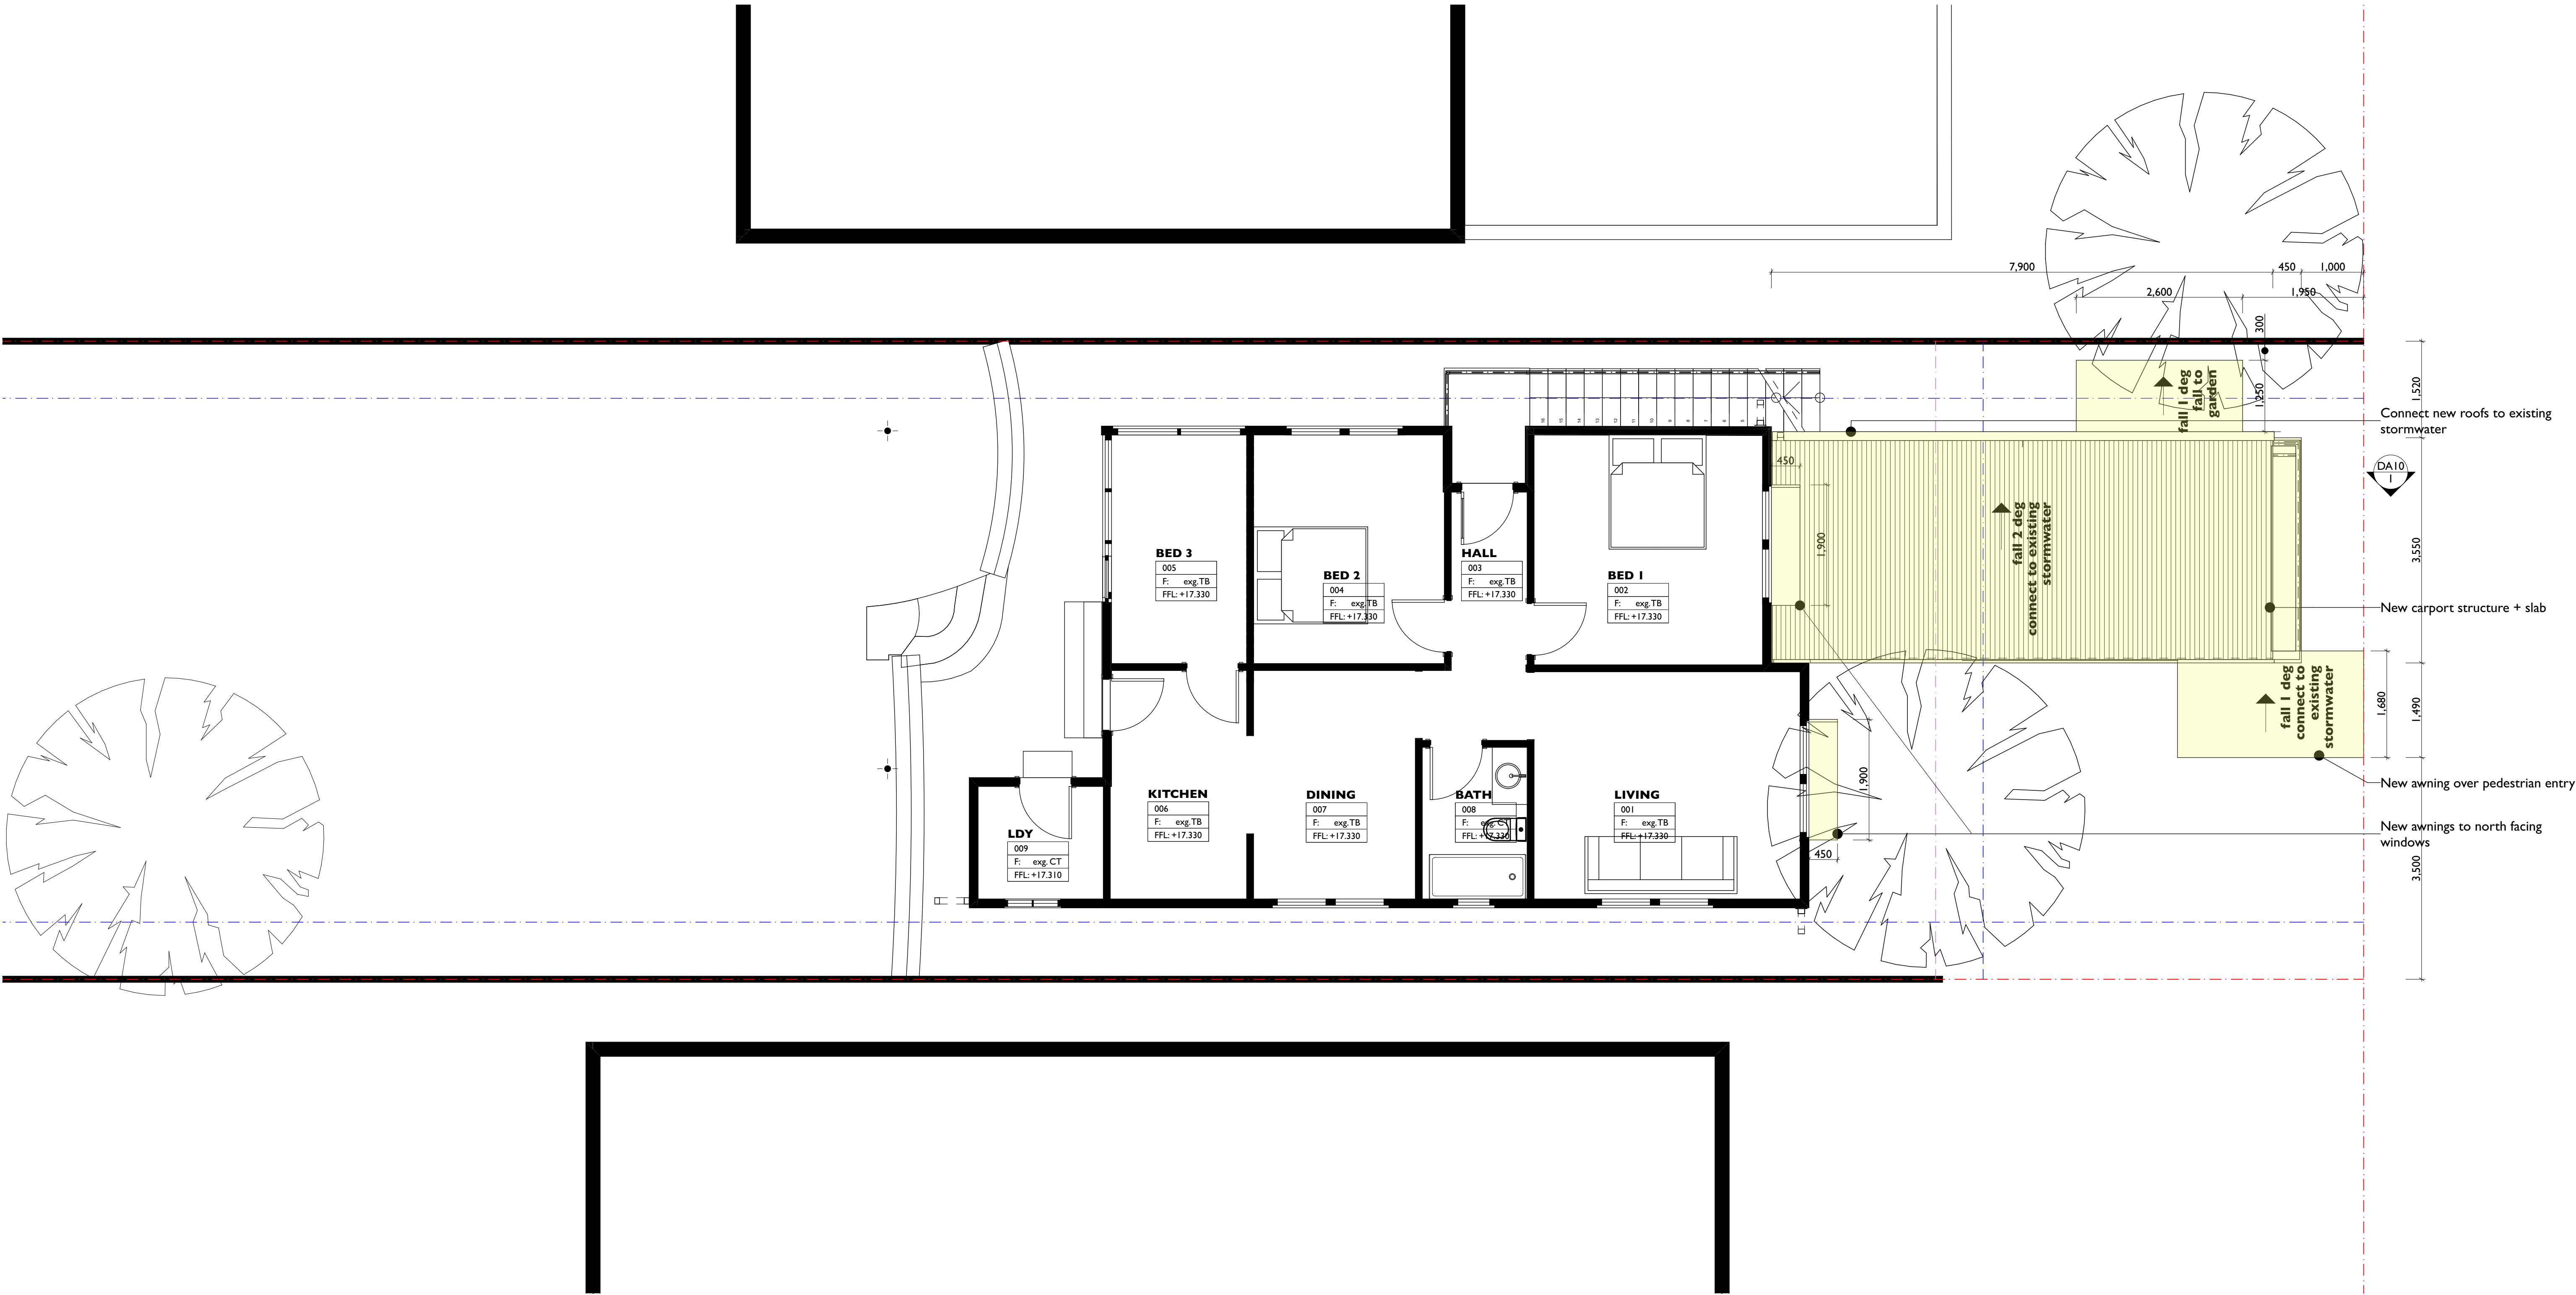 7,900
450
1,000
2,600
1,950
300
1,520
1,250
fall 1 deg
fall to
garden
Connect new roofs to existing
stormwater
DA10
1
450
1,900
fall 2 deg
connect to existing
stormwater
3,550
BED 3
005
F: exg.TB
FFL: +17.330
BED 2
004
F: exg.TB
FFL: +17.330
HALL
003
F: exg.TB
FFL: +17.330
BED 1
002
F: exg.TB
FFL: +17.330
New carport structure + slab
fall 1 deg
connect to
existing
stormwater
1,680
1,490
New awning over pedestrian entry
1,900
KITCHEN
006
F: exg.TB
FFL: +17.330
DINING
007
F: exg.TB
FFL: +17.330
BATH
008
F: exg. CT
FFL: +17.330
LIVING
001
F: exg.TB
FFL: +17.330
LDY
009
F: exg. CT
FFL: +17.310
New awnings to north facing
windows
450
3,500